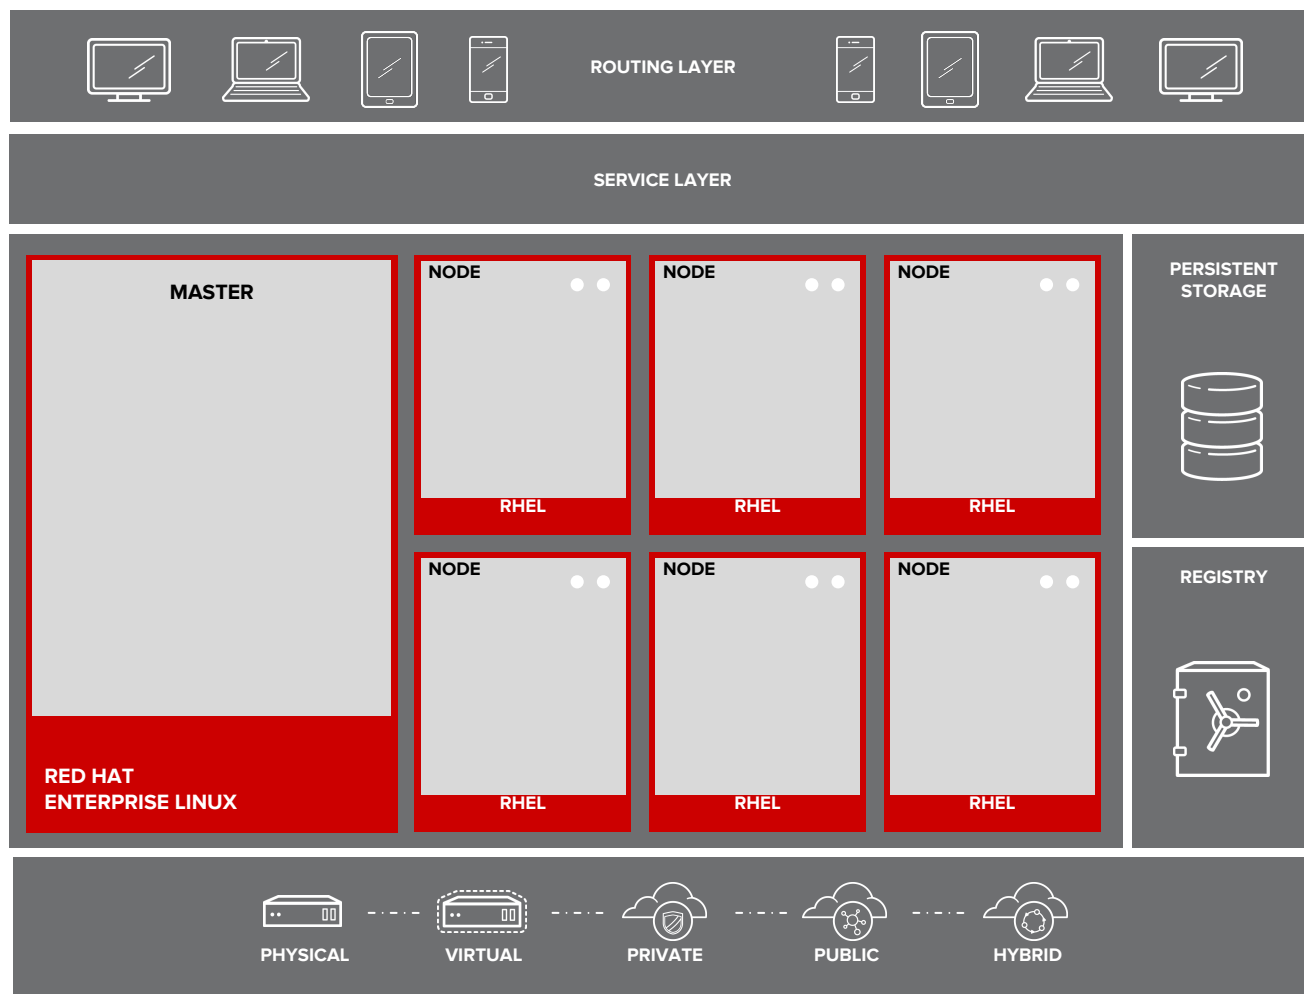 ROUTING LAYER
SERVICE LAYER
MASTER
RED HAT
ENTERPRISE LINUX
NODE
RHEL
NODE
RHEL
NODE
RHEL
NODE
RHEL
NODE
RHEL
NODE
RHEL
PERSISTENT
STORAGE
REGISTRY
PHYSICAL
VIRTUAL
PRIVATE
PUBLIC
HYBRID